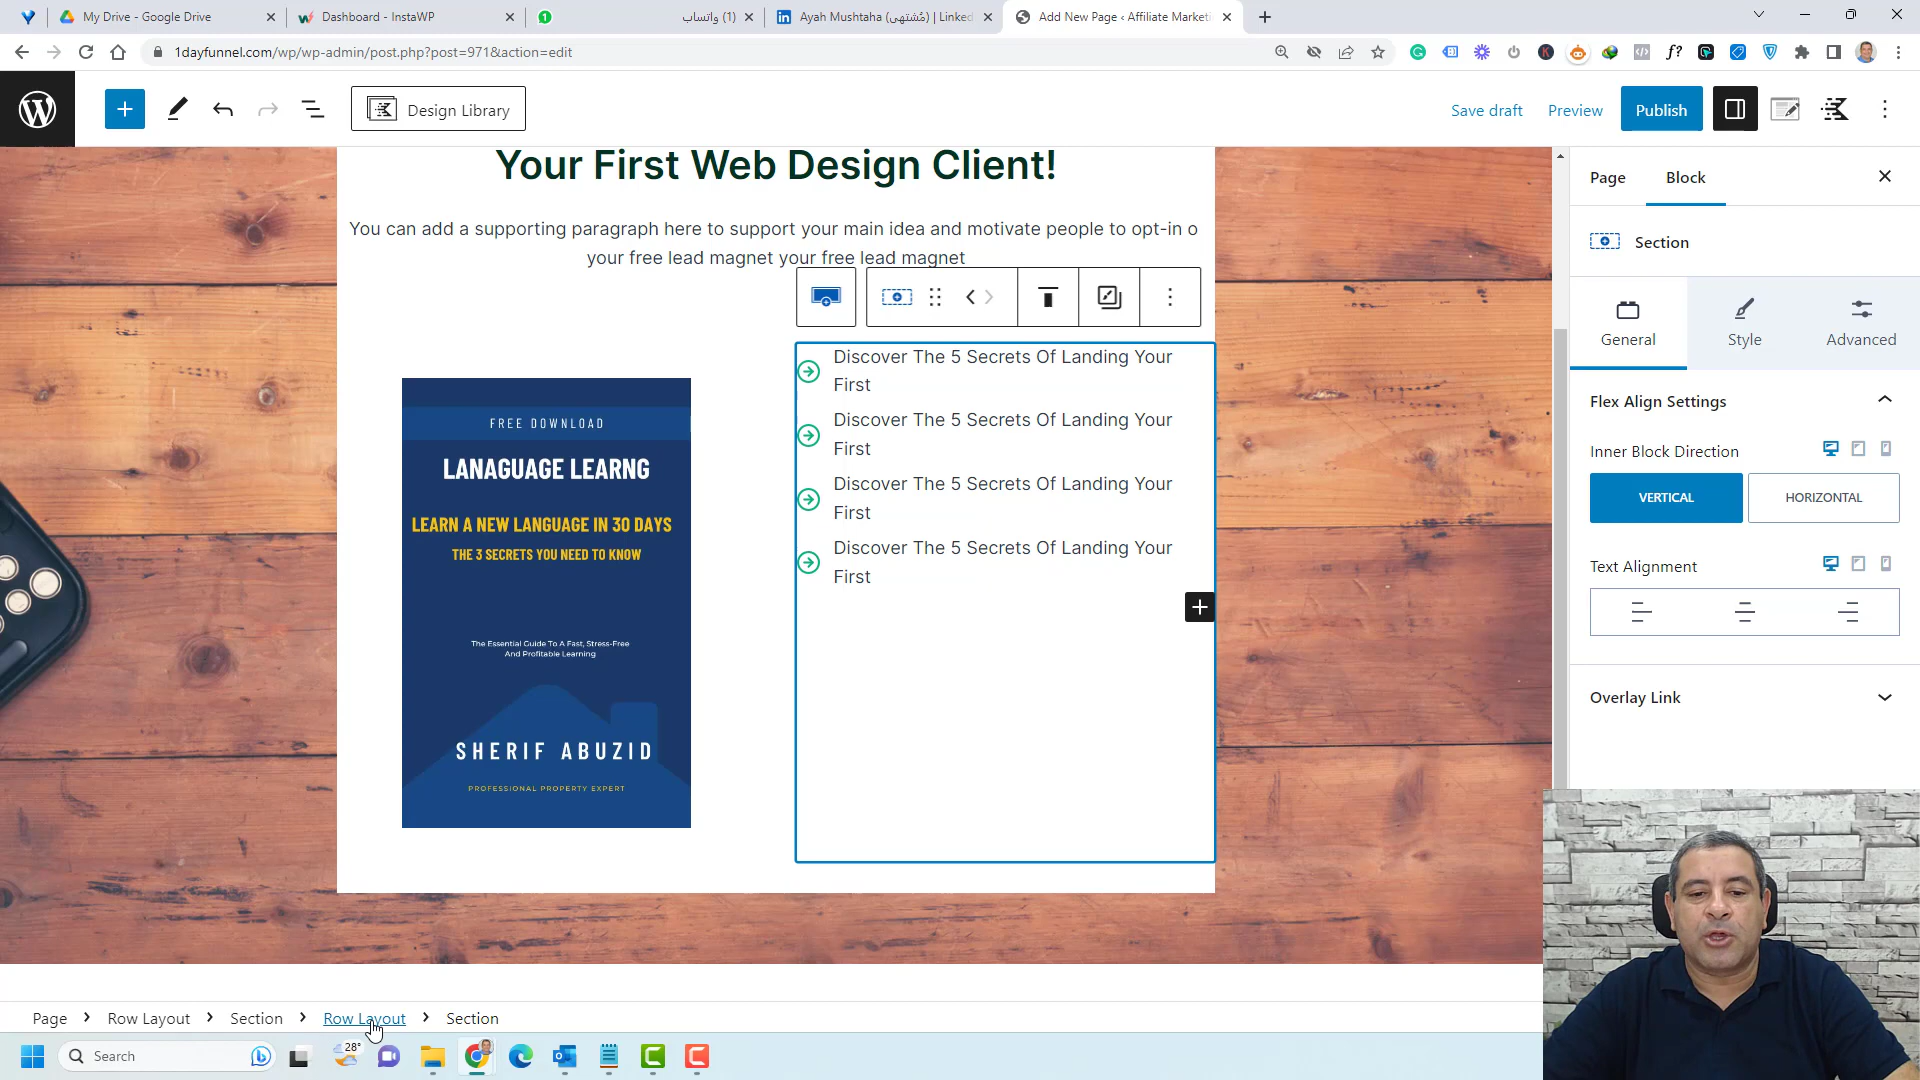 My Drive - Google Drive
Dashboard - InstaWP
(1) واتساب
Ayah Mushtaha (مُشتهى) | Linked
Add New Page ‹ Affiliate Marketi
1dayfunnel.com/wp/wp-admin/post.php?post=971&action=edit
Design Library
Save draft
Preview
Publish
Your First Web Design Client!
You can add a supporting paragraph here to support your main idea and motivate people to opt-in o
your free lead magnet your free lead magnet
FREE DOWNLOAD
LANAGUAGE LEARNG
LEARN A NEW LANGUAGE IN 30 DAYS
THE 3 SECRETS YOU NEED TO KNOW
The Essential Guide To A Fast, Stress-Free
And Profitable Learning
SHERIF ABUZID
PROFESSIONAL PROPERTY EXPERT
Discover The 5 Secrets Of Landing Your
First
Discover The 5 Secrets Of Landing Your
First
Discover The 5 Secrets Of Landing Your
First
Discover The 5 Secrets Of Landing Your
First
Page
Block
Section
General
Style
Advanced
Flex Align Settings
Inner Block Direction
VERTICAL
HORIZONTAL
Text Alignment
Overlay Link
Page > Row Layout > Section > Row Layout > Section
Search
28°